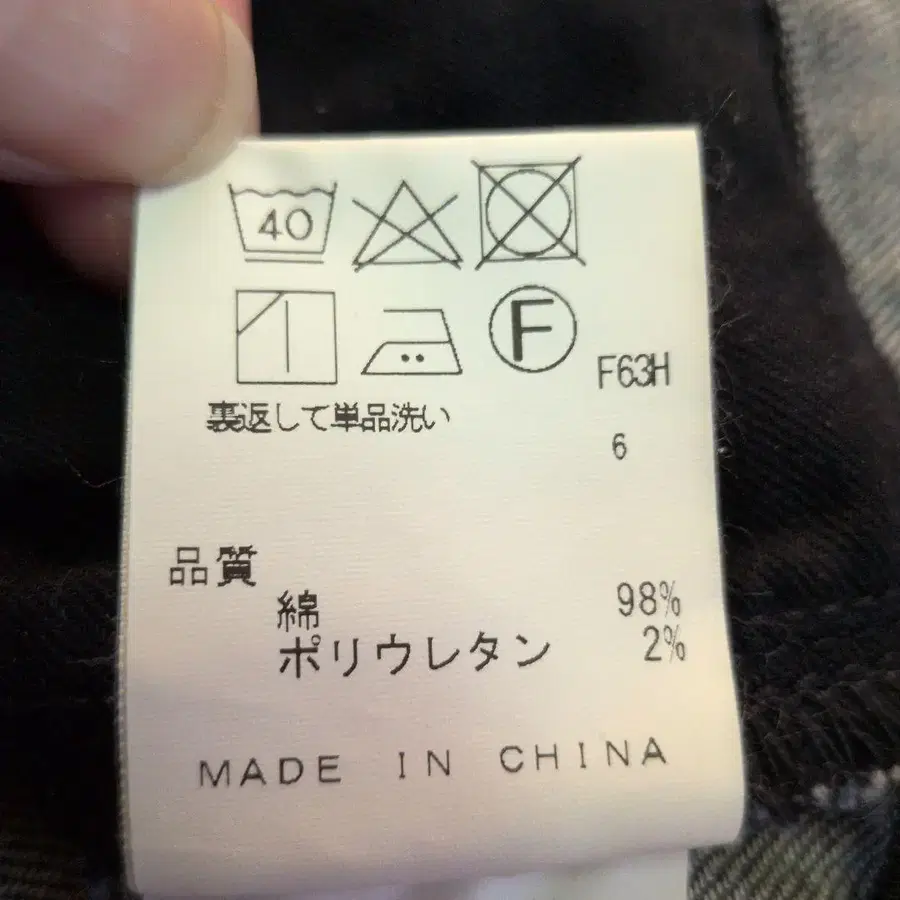 40
F
F63H
裏返して単品洗い
6
品質
綿 98%
ポリウレタン 2%
MADE IN CHINA